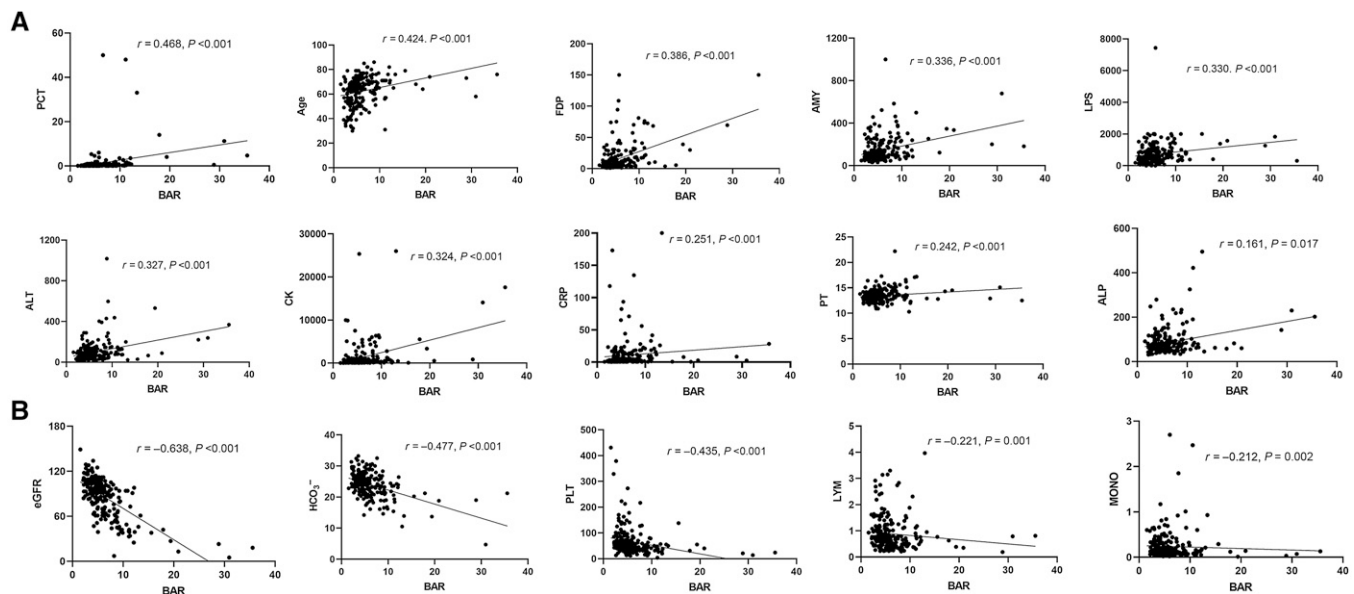 A
r = 0.468, P <0.001
PCT
60
40
20
0
0 10 20 30 40
BAR
r = 0.424. P <0.001
Age
100
80
60
40
20
0
0 10 20 30 40
BAR
r = 0.386, P <0.001
FDP
200
150
100
50
0
0 10 20 30 40
BAR
r = 0.336, P <0.001
AMY
1200
900
600
300
0
0 10 20 30 40
BAR
r = 0.330. P <0.001
LPS
8000
6000
4000
2000
0
0 10 20 30 40
BAR
r = 0.327, P <0.001
ALT
1200
800
400
0
0 10 20 30 40
BAR
r = 0.324, P <0.001
CK
30000
20000
10000
0
0 10 20 30 40
BAR
r = 0.251, P <0.001
CRP
200
150
100
50
0
0 10 20 30 40
BAR
r = 0.242, P <0.001
PT
25
20
15
10
5
0
0 10 20 30 40
BAR
r = 0.161, P = 0.017
ALP
600
400
200
0
0 10 20 30 40
BAR
B
r = –0.638, P <0.001
eGFR
180
120
60
0
0 10 20 30 40
BAR
r = –0.477, P <0.001
HCO₃⁻
40
30
20
10
0
0 10 20 30 40
BAR
r = –0.435, P <0.001
PLT
500
400
300
200
100
0
0 10 20 30 40
BAR
r = –0.221, P = 0.001
LYM
5
4
3
2
1
0
0 10 20 30 40
BAR
r = –0.212, P = 0.002
MONO
3
2
1
0
0 10 20 30 40
BAR